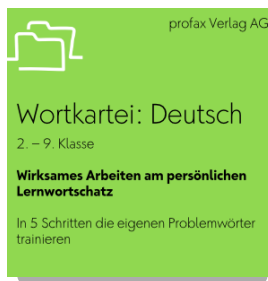 profax Verlag AG
Wortkartei: Deutsch
2. – 9. Klasse
Wirksames Arbeiten am persönlichen
Lernwortschatz
In 5 Schritten die eigenen Problemwörter
trainieren